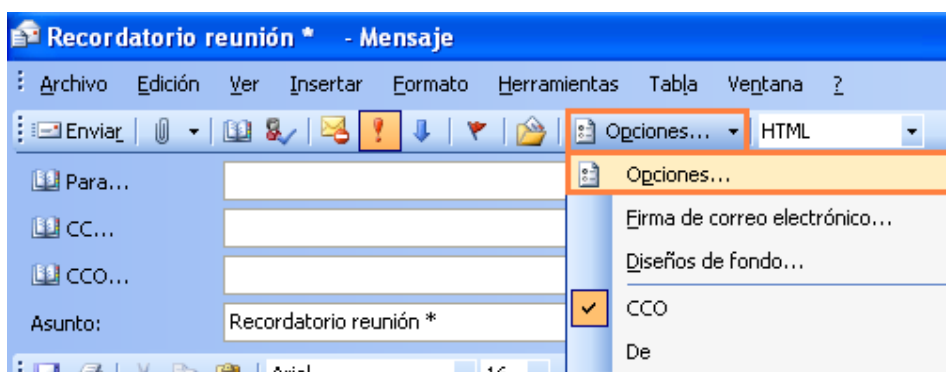 Recordatorio reunión * - Mensaje
Archivo Edición Ver Insertar Formato Herramientas Tabla Ventana ?
Enviar Opciones... HTML
Para... Opciones...
Firma de correo electrónico...
CC...
Diseños de fondo...
CCO...
CCO
Asunto: Recordatorio reunión *
De
Arial 16